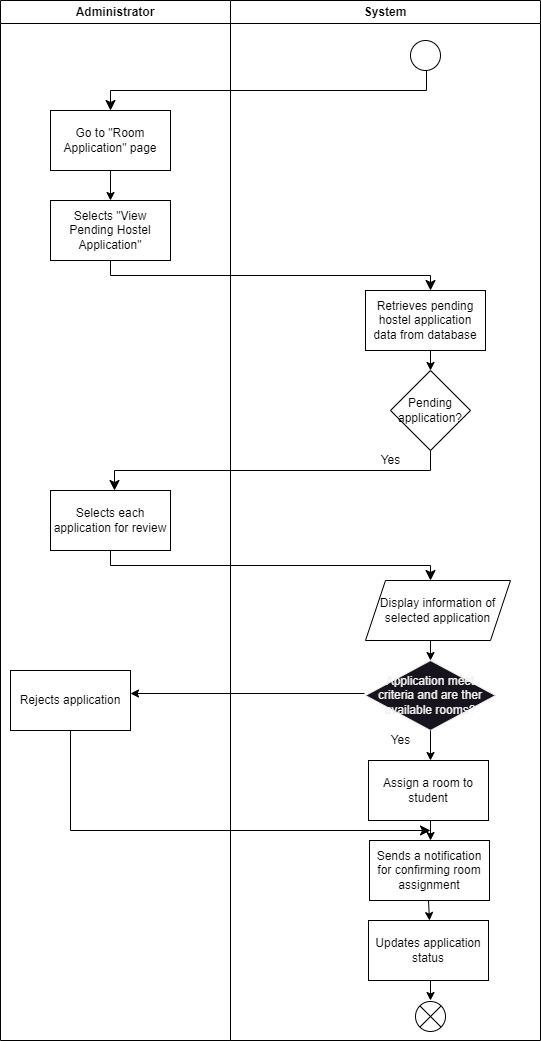 Administrator
System
Go to "Room
Application" page
Selects "View
Pending Hostel
Application"
Retrieves pending
hostel application
data from database
Pending
application?
Yes
Selects each
application for review
Display information of
selected application
Application meet
criteria and are ther
available rooms?
Rejects application
Yes
Assign a room to
student
Sends a notification
for confirming room
assignment
Updates application
status